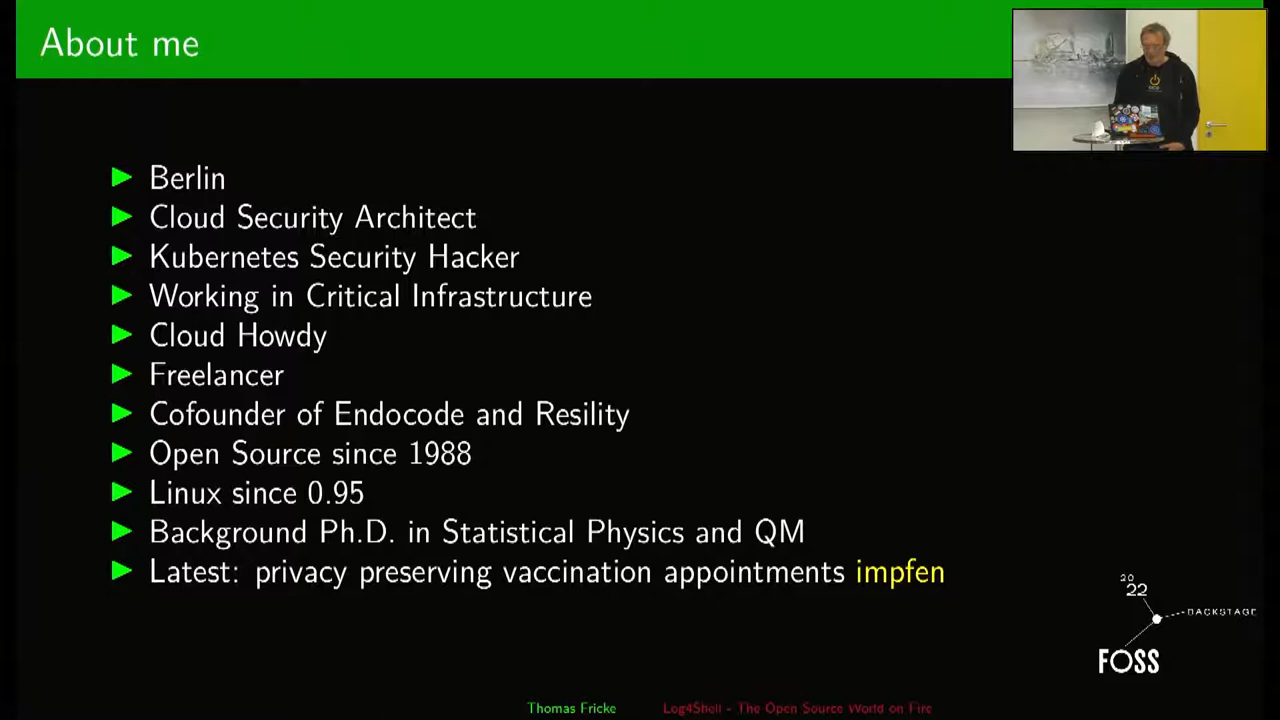 About me
Berlin
Cloud Security Architect
Kubernetes Security Hacker
Working in Critical Infrastructure
Cloud Howdy
Freelancer
Cofounder of Endocode and Resility
Open Source since 1988
Linux since 0.95
Background Ph.D. in Statistical Physics and QM
Latest: privacy preserving vaccination appointments impfen
20
22
BACKSTAGE
FOSS
Thomas Fricke Log4Shell - The Open Source World on Fire